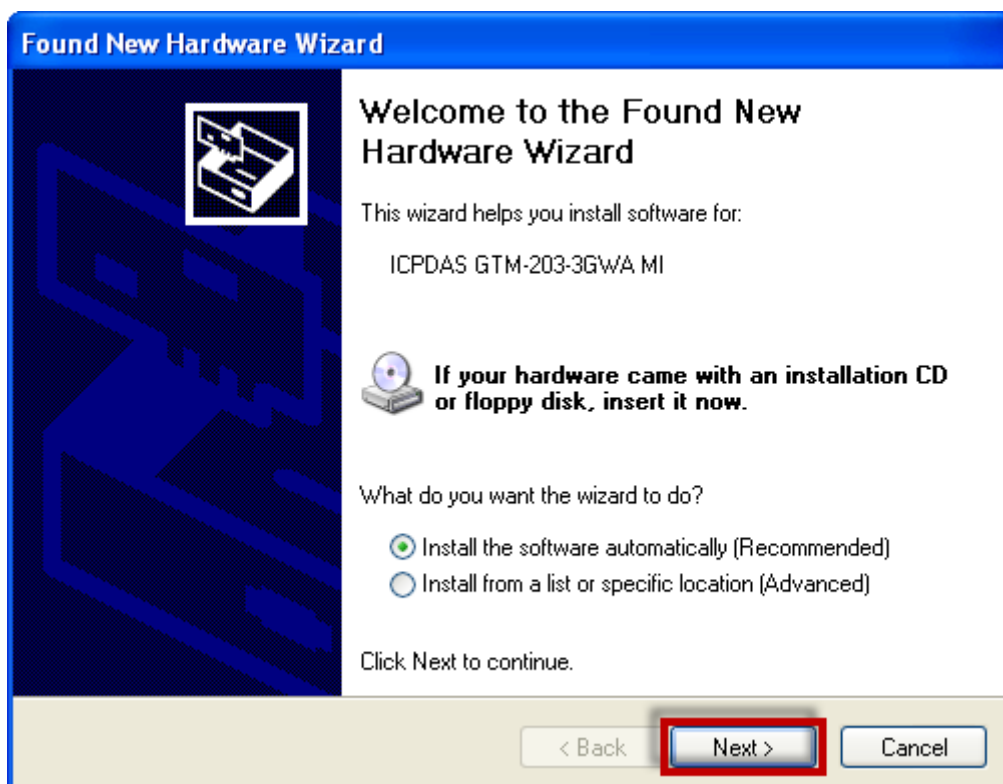 Found New Hardware Wizard
Welcome to the Found New
Hardware Wizard
This wizard helps you install software for:
ICPDAS GTM-203-3GWA MI
If your hardware came with an installation CD
or floppy disk, insert it now.
What do you want the wizard to do?
Install the software automatically (Recommended)
Install from a list or specific location (Advanced)
Click Next to continue.
< Back Next > Cancel